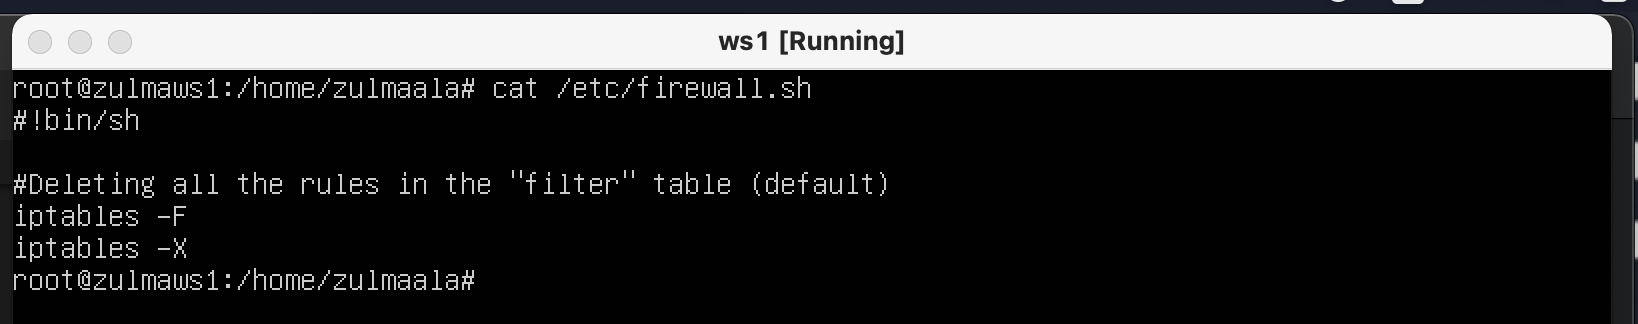 ws1 [Running]
root@zulmaws1:/home/zulmaala# cat /etc/firewall.sh
#!bin/sh
#Deleting all the rules in the "filter" table (default)
iptables -F
iptables -X
root@zulmaws1:/home/zulmaala#